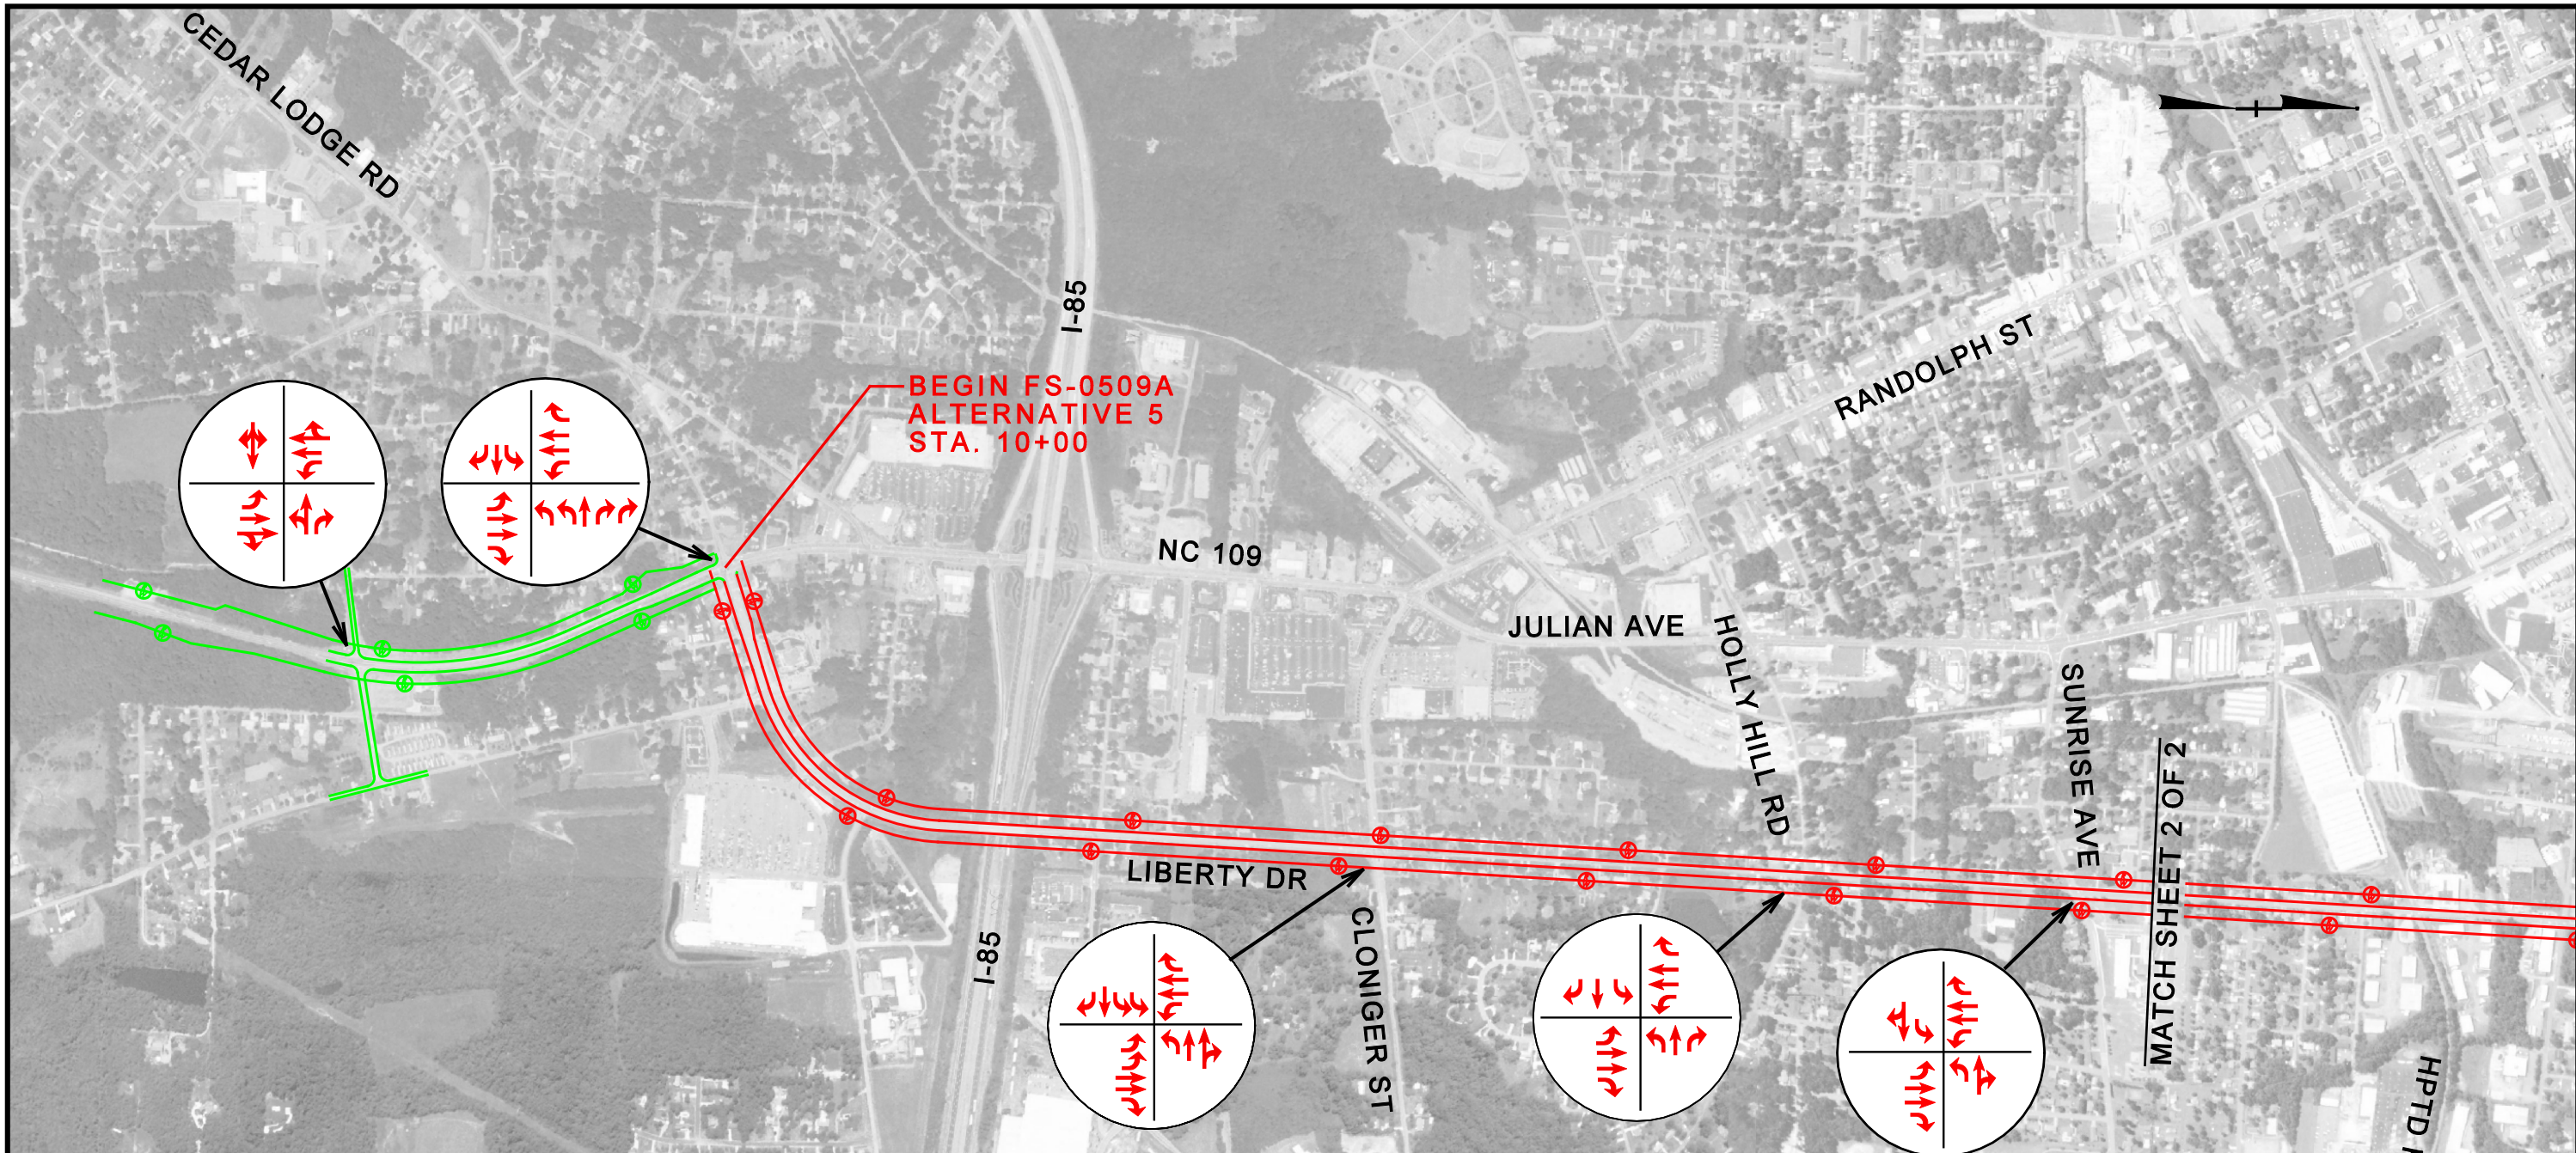 CEDAR LODGE RD
I-85
BEGIN FS-0509A
ALTERNATIVE 5
STA. 10+00
RANDOLPH ST
NC 109
JULIAN AVE
HOLLY HILL RD
SUNRISE AVE
MATCH SHEET 2 OF 2
LIBERTY DR
CLONIGER ST
I-85
HPTD